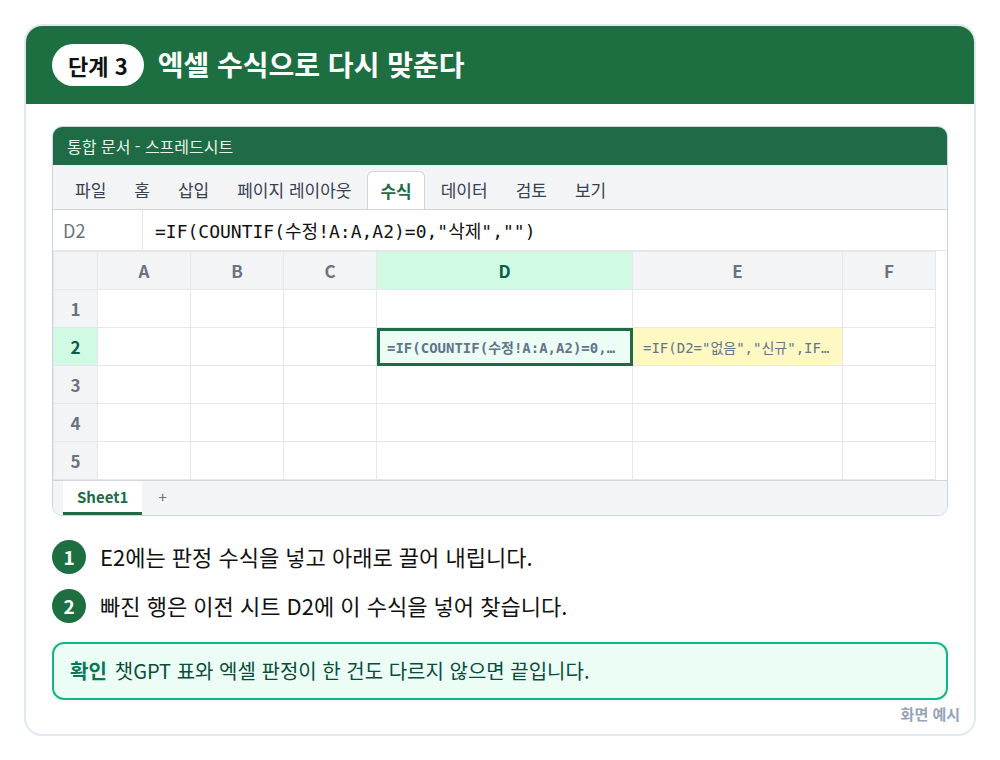 단계 3 엑셀 수식으로 다시 맞춘다
통합 문서 - 스프레드시트
파일 홈 삽입 페이지 레이아웃 수식 데이터 검토 보기
D2 =IF(COUNTIF(수정!A:A,A2)=0,"삭제","")
A B C D E F
1
2 =IF(COUNTIF(수정!A:A,A2)=0,… =IF(D2="없음","신규",IF…
3
4
5
Sheet1 +
1 E2에는 판정 수식을 넣고 아래로 끌어 내립니다.
2 빠진 행은 이전 시트 D2에 이 수식을 넣어 찾습니다.
확인 챗GPT 표와 엑셀 판정이 한 건도 다르지 않으면 끝입니다.
화면 예시